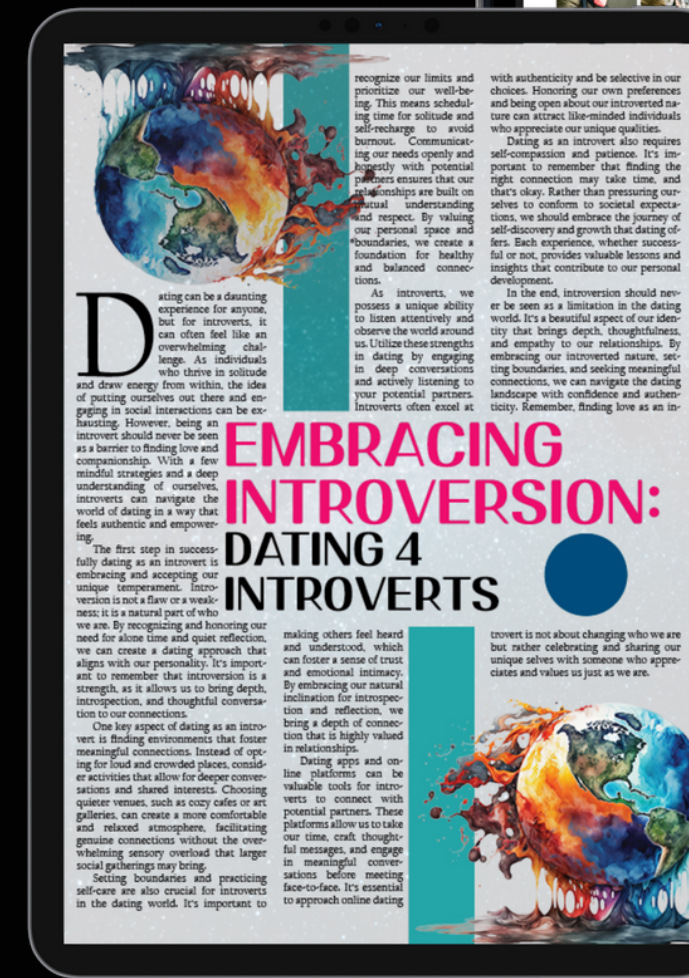 Dating can be a daunting
experience for anyone,
but for introverts, it
can often feel like an
overwhelming chal-
lenge. As individuals
who thrive in solitude
and draw energy from within, the idea
of putting ourselves out there and en-
gaging in social interactions can be ex-
hausting. However, being an
introvert should never be seen
as a barrier to finding love and
companionship. With a few
mindful strategies and a deep
understanding of ourselves,
introverts can navigate the
world of dating in a way that
feels authentic and empower-
ing.
The first step in success-
fully dating as an introvert is
embracing and accepting our
unique temperament. Intro-
version is not a flaw or a weak-
ness; it is a natural part of who
we are. By recognizing and honoring our
need for alone time and quiet reflection,
we can create a dating approach that
aligns with our personality. It's import-
ant to remember that introversion is a
strength, as it allows us to bring depth,
introspection, and thoughtful conversa-
tion to our connections.
One key aspect of dating as an intro-
vert is finding environments that foster
meaningful connections. Instead of opt-
ing for loud and crowded places, consid-
er activities that allow for deeper conver-
sations and shared interests. Choosing
quieter venues, such as cozy cafes or art
galleries, can create a more comfortable
and relaxed atmosphere, facilitating
genuine connections without the over-
whelming sensory overload that larger
social gatherings may bring.
Setting boundaries and practicing
self-care are also crucial for introverts
in the dating world. It's important to
recognize our limits and
prioritize our well-be-
ing. This means schedul-
ing time for solitude and
self-recharge to avoid
burnout. Communicat-
ing our needs openly and
honestly with potential
partners ensures that our
relationships are built on
mutual understanding
and respect. By valuing
our personal space and
boundaries, we create a
foundation for healthy
and balanced connec-
tions.
As introverts, we
possess a unique ability
to listen attentively and
observe the world around
us. Utilize these strengths
in dating by engaging
in deep conversations
and actively listening to
your potential partners.
Introverts often excel at
EMBRACING
INTROVERSION:
DATING 4
INTROVERTS
making others feel heard
and understood, which
can foster a sense of trust
and emotional intimacy.
By embracing our natural
inclination for introspec-
tion and reflection, we
bring a depth of connec-
tion that is highly valued
in relationships.
Dating apps and on-
line platforms can be
valuable tools for intro-
verts to connect with
potential partners. These
platforms allow us to take
our time, craft thought-
ful messages, and engage
in meaningful conver-
sations before meeting
face-to-face. It's essential
to approach online dating
with authenticity and be selective in our
choices. Honoring our own preferences
and being open about our introverted na-
ture can attract like-minded individuals
who appreciate our unique qualities.
Dating as an introvert also requires
self-compassion and patience. It's im-
portant to remember that finding the
right connection may take time, and
that's okay. Rather than pressuring our-
selves to conform to societal expecta-
tions, we should embrace the journey of
self-discovery and growth that dating of-
fers. Each experience, whether success-
ful or not, provides valuable lessons and
insights that contribute to our personal
development.
In the end, introversion should nev-
er be seen as a limitation in the dating
world. It's a beautiful aspect of our iden-
tity that brings depth, thoughtfulness,
and empathy to our relationships. By
embracing our introverted nature, set-
ting boundaries, and seeking meaningful
connections, we can navigate the dating
landscape with confidence and authen-
ticity. Remember, finding love as an in-
trovert is not about changing who we are
but rather celebrating and sharing our
unique selves with someone who appre-
ciates and values us just as we are.